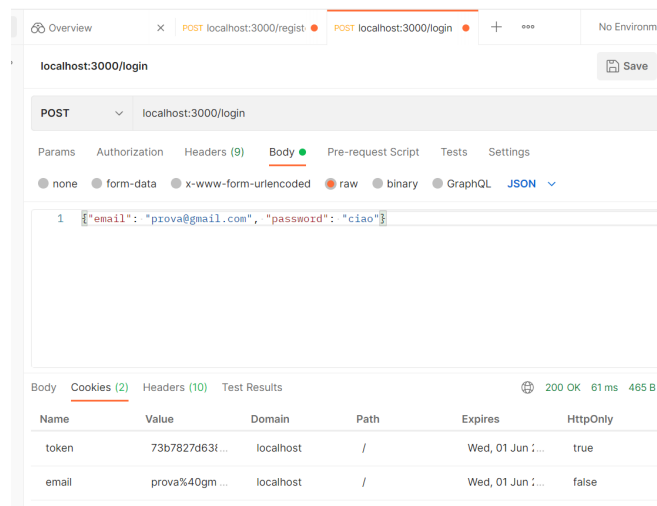 Overview × POST localhost:3000/regist POST localhost:3000/login + ooo No Environm
localhost:3000/login Save
POST localhost:3000/login
Params Authorization Headers (9) Body Pre-request Script Tests Settings
none form-data x-www-form-urlencoded raw binary GraphQL JSON
1 {"email": "prova@gmail.com", "password": "ciao"}
Body Cookies (2) Headers (10) Test Results 200 OK 61 ms 465 B
Name Value Domain Path Expires HttpOnly
token 73b7827d63... localhost / Wed, 01 Jun ... true
email prova%40gm... localhost / Wed, 01 Jun ... false